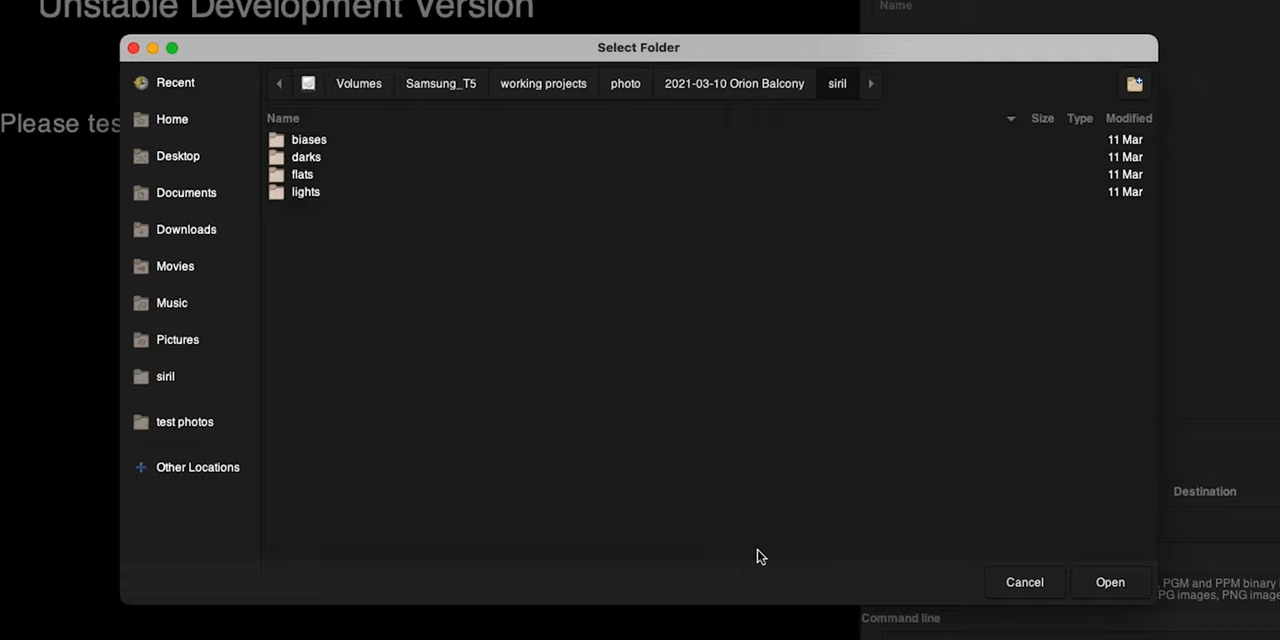 Unstable Development Version
Name
Select Folder
Recent
Volumes Samsung_T5 working projects photo 2021-03-10 Orion Balcony siril
Home
Name Size Type Modified
biases 11 Mar
Desktop
darks 11 Mar
flats 11 Mar
Documents
lights 11 Mar
Please tes
Downloads
Movies
Music
Pictures
siril
test photos
Other Locations
Destination
Cancel Open
, PGM and PPM binary
PG images, PNG image
Command line